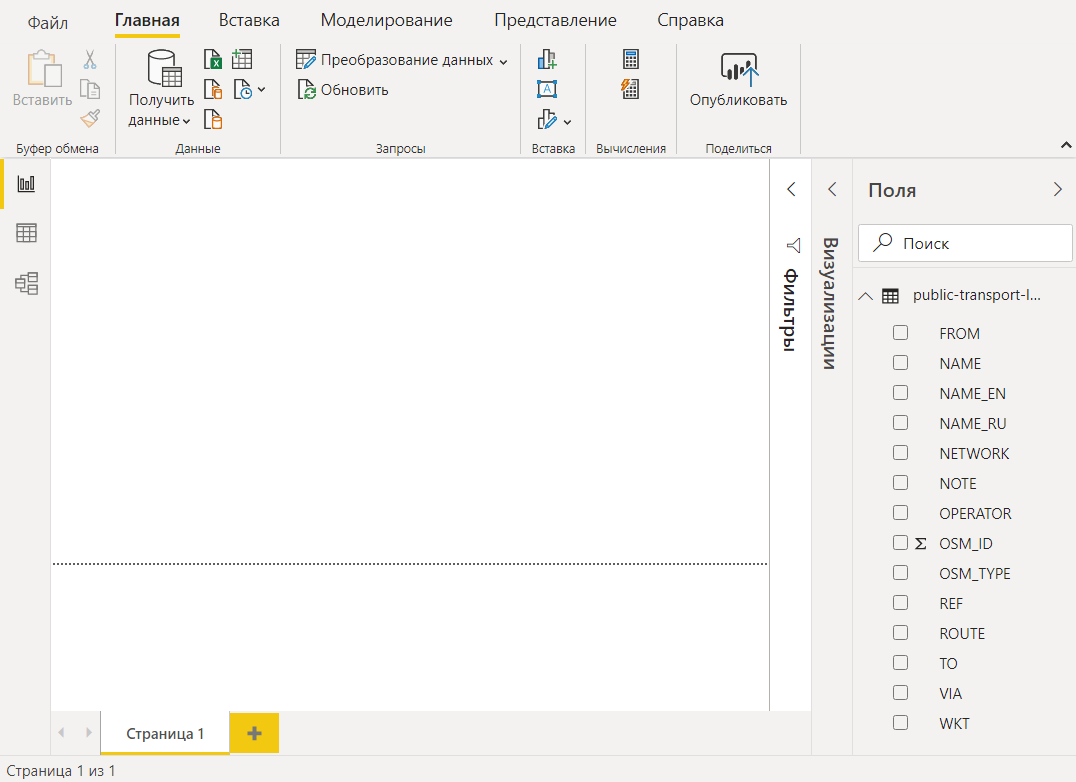 Файл Главная Вставка Моделирование Представление Справка
Вставить
Получить
данные
Преобразование данных
Обновить
Опубликовать
Буфер обмена Данные Запросы Вставка Вычисления Поделиться
Фильтры
Визуализации
Поля
Поиск
public-transport-l...
FROM
NAME
NAME_EN
NAME_RU
NETWORK
NOTE
OPERATOR
Σ OSM_ID
OSM_TYPE
REF
ROUTE
TO
VIA
WKT
Страница 1
Страница 1 из 1